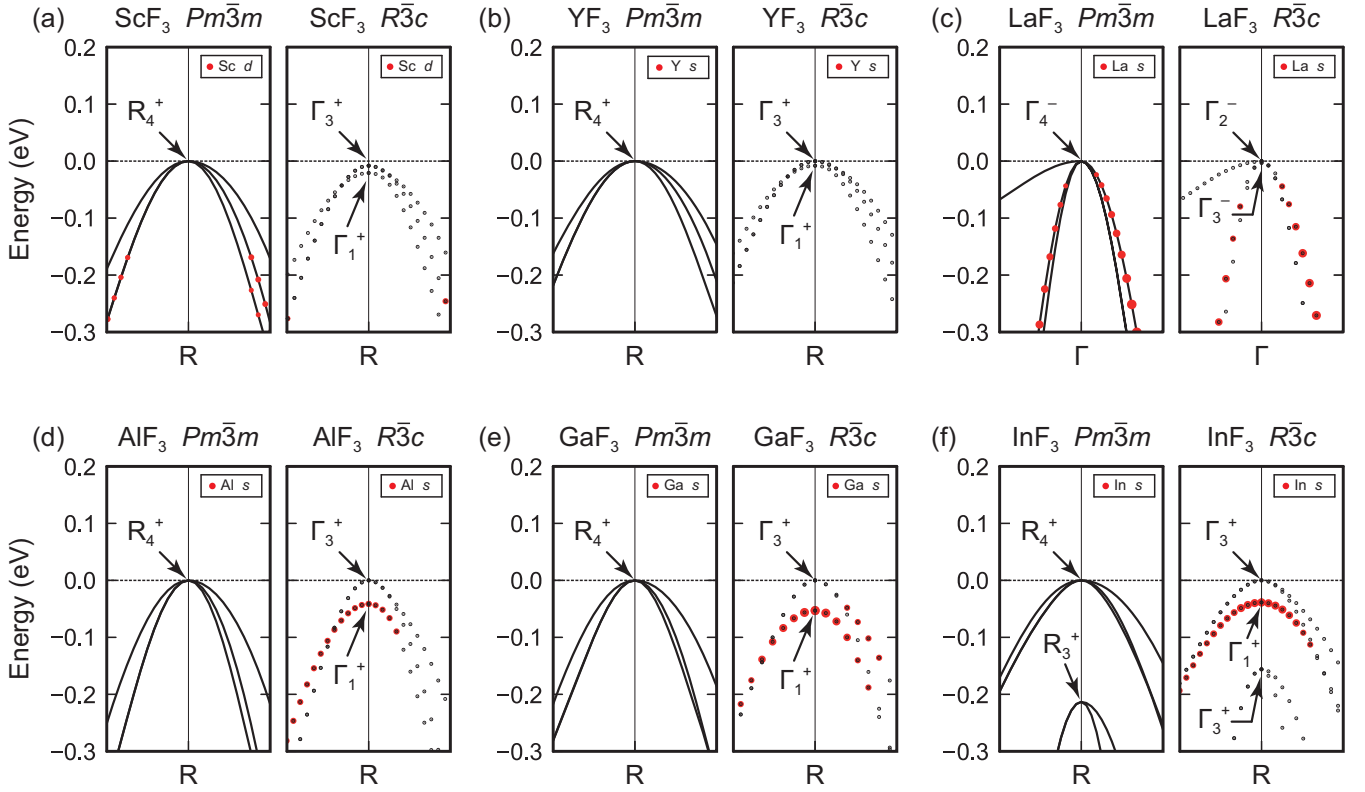 (a) ScF₃ Pm3̅m ScF₃ R3̅c (b) YF₃ Pm3̅m YF₃ R3̅c (c) LaF₃ Pm3̅m LaF₃ R3̅c
0.2
Sc d Sc d Y s Y s La s La s
0.1
R₄⁺ Γ₃⁺ R₄⁺ Γ₃⁺ Γ₄⁻ Γ₂⁻
0.0
Γ₃⁻
−0.1
Γ₁⁺ Γ₁⁺
−0.2
−0.3
Energy (eV)
R R R R Γ Γ
(d) AlF₃ Pm3̅m AlF₃ R3̅c (e) GaF₃ Pm3̅m GaF₃ R3̅c (f) InF₃ Pm3̅m InF₃ R3̅c
0.2
Al s Al s Ga s Ga s In s In s
0.1
R₄⁺ Γ₃⁺ R₄⁺ Γ₃⁺ R₄⁺ Γ₃⁺
0.0
−0.1
R₃⁺ Γ₁⁺
Γ₁⁺ Γ₁⁺
−0.2
Γ₃⁺
−0.3
Energy (eV)
R R R R R R